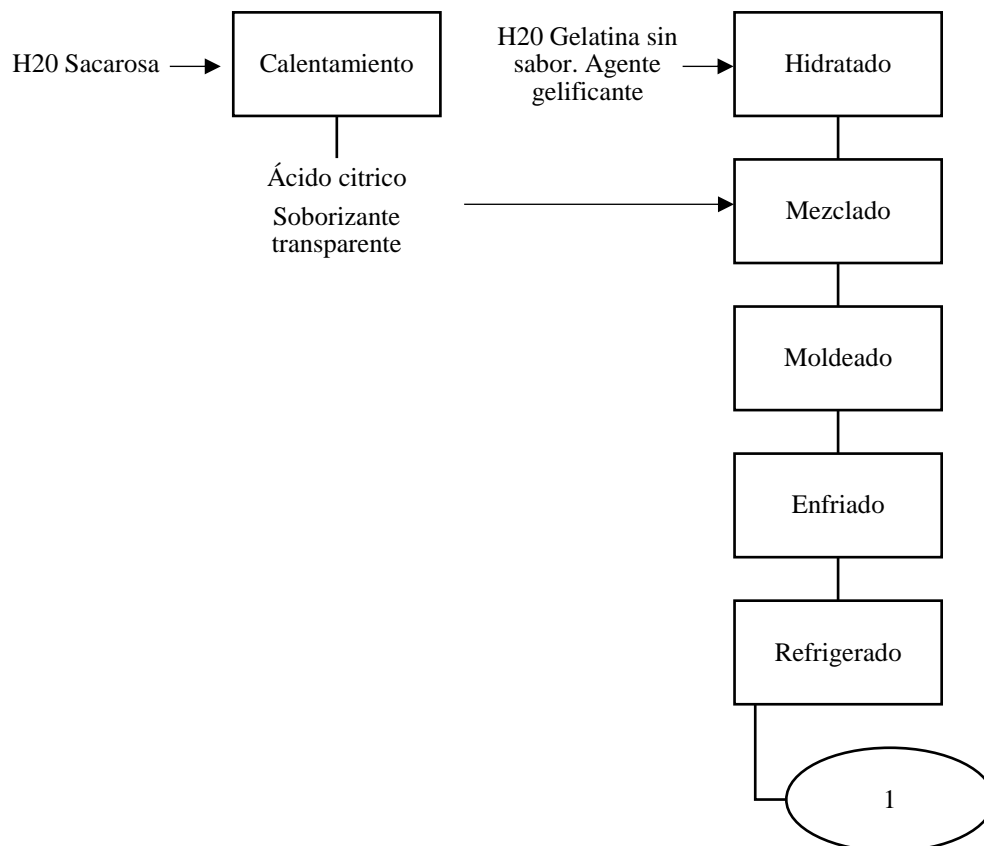 H20 Sacarosa
Calentamiento
H20 Gelatina sin
sabor. Agente
gelificante
Hidratado
Ácido citrico
Soborizante
transparente
Mezclado
Moldeado
Enfriado
Refrigerado
1